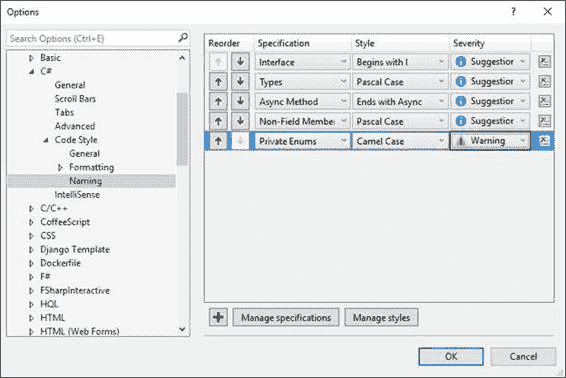 Options
? ×
Search Options (Ctrl+E)
Basic
C#
General
Scroll Bars
Tabs
Advanced
Code Style
General
Formatting
Naming
IntelliSense
C/C++
CoffeeScript
CSS
Django Template
Dockerfile
F#
FSharpInteractive
HQL
HTML
HTML (Web Forms)
Reorder Specification Style Severity
Interface Begins with I Suggestion
Types Pascal Case Suggestion
Async Method Ends with Async Suggestion
Non-Field Member Pascal Case Suggestion
Private Enums Camel Case Warning
Manage specifications Manage styles
OK Cancel